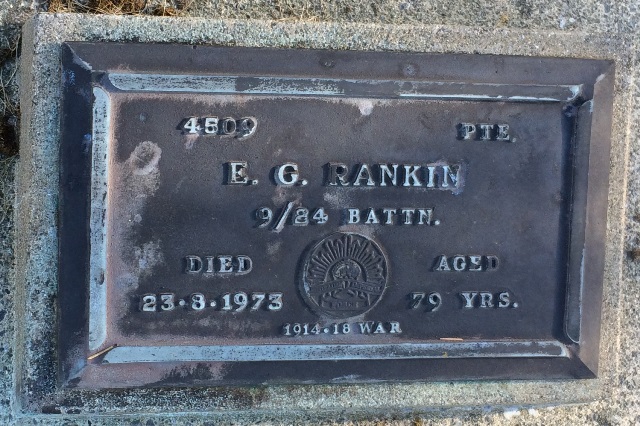 4509 PTE.
E. G. RANKIN
9/24 BATTN.
DIED AGED
23·8·1973 79 YRS.
1914·18 WAR